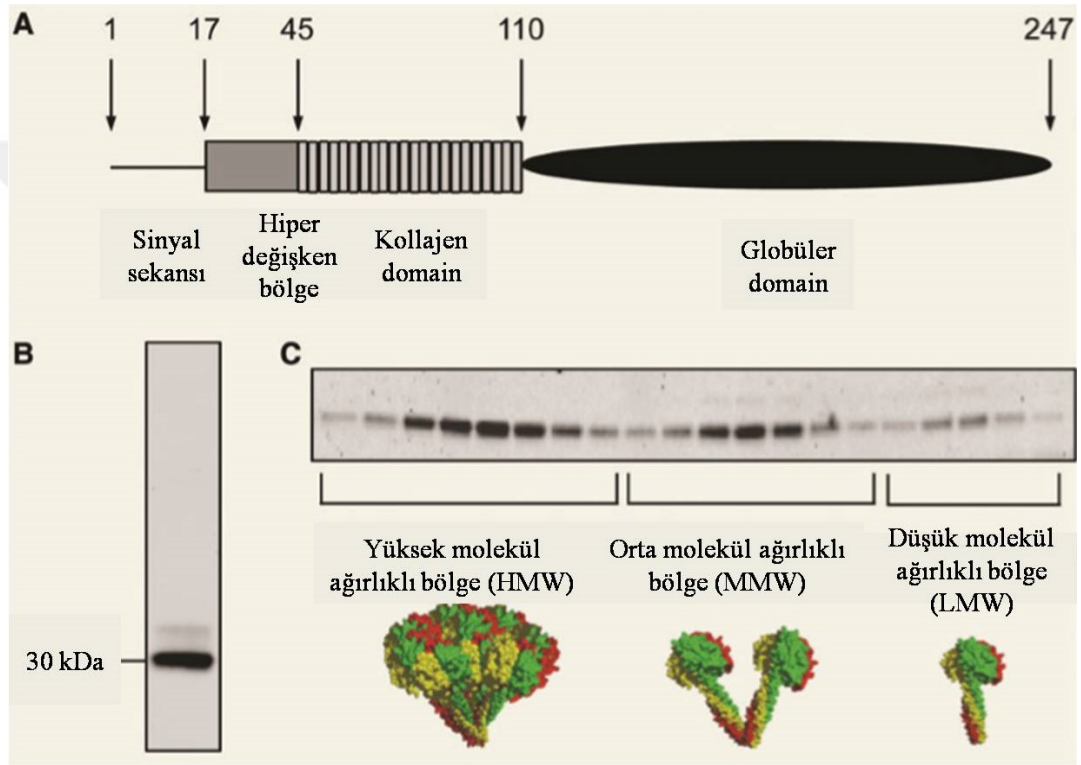 A
1 17 45 110 247
Sinyal
sekansı
Hiper
değişken
bölge
Kollajen
domain
Globüler
domain
B
30 kDa
C
Yüksek molekül
ağırlıklı bölge (HMW)
Orta molekül ağırlıklı
bölge (MMW)
Düşük molekül
ağırlıklı bölge
(LMW)